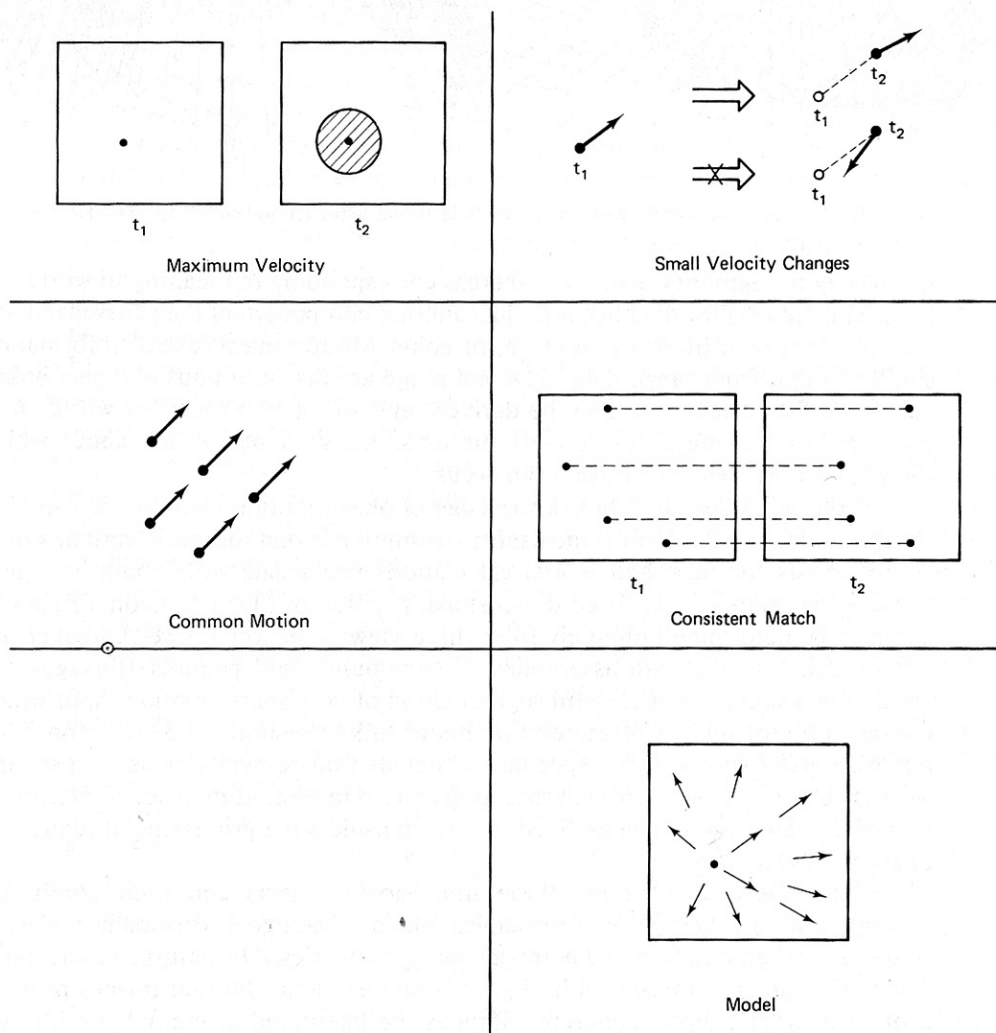 t1
t2
Maximum Velocity
t1
t2
t1
t2
t1
Small Velocity Changes
Common Motion
t1
t2
Consistent Match
Model